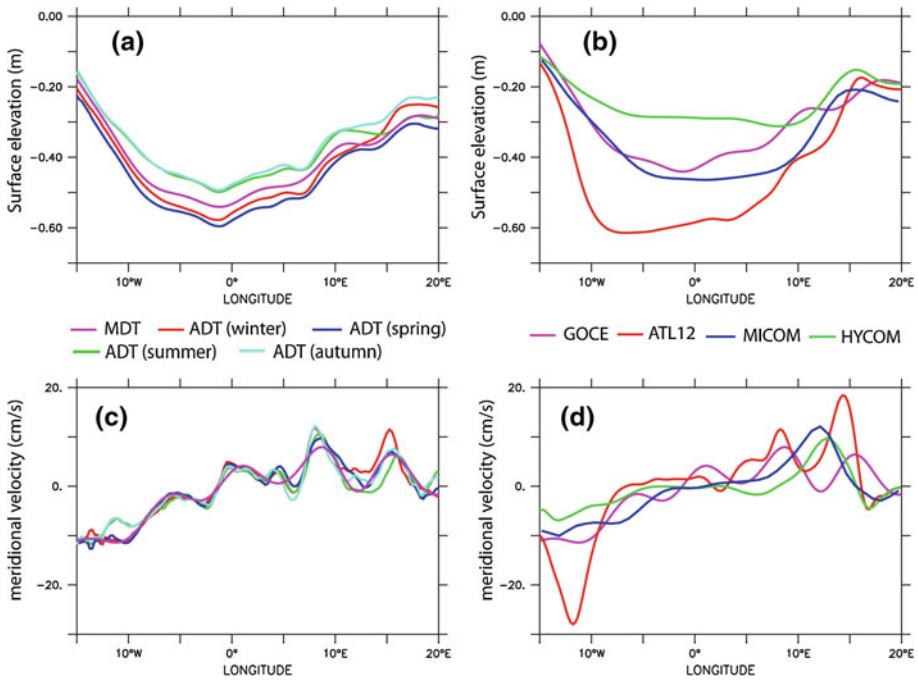 0.00
−0.20
−0.40
−0.60
Surface elevation (m)
(a)
10°W 0° 10°E 20°E
LONGITUDE
0.00
−0.20
−0.40
−0.60
Surface elevation (m)
(b)
10°W 0° 10°E 20°E
LONGITUDE
MDT ADT (winter) ADT (spring)
ADT (summer) ADT (autumn)
GOCE ATL12 MICOM HYCOM
20.
0.
−20.
meridional velocity (cm/s)
(c)
10°W 0° 10°E 20°E
LONGITUDE
20.
0.
−20.
meridional velocity (cm/s)
(d)
10°W 0° 10°E 20°E
LONGITUDE